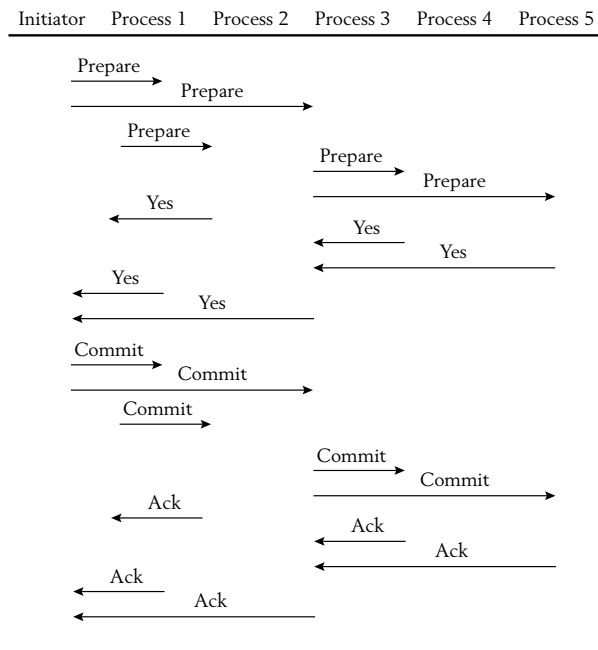 Initiator Process 1 Process 2 Process 3 Process 4 Process 5
Prepare
Prepare
Prepare
Prepare
Prepare
Yes
Yes
Yes
Yes
Yes
Commit
Commit
Commit
Commit
Commit
Ack
Ack
Ack
Ack
Ack